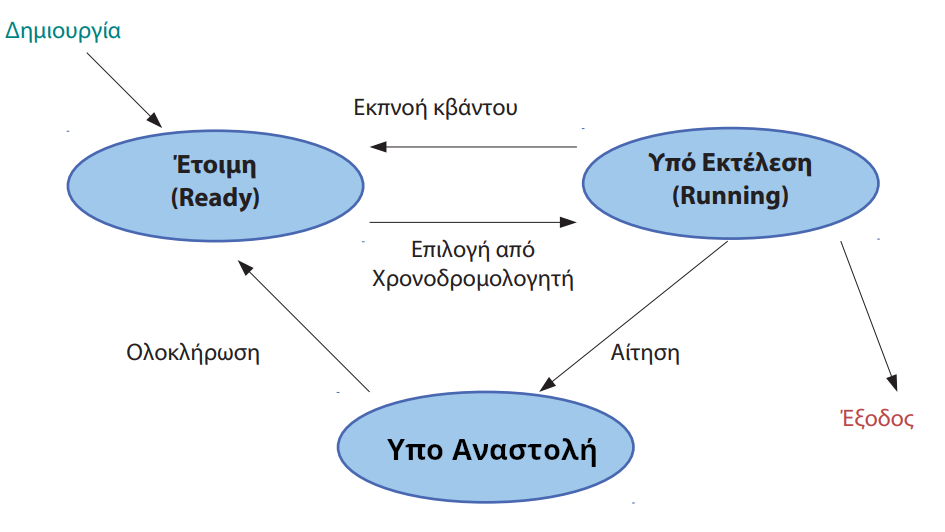 Δημιουργία
Εκπνοή κβάντου
Έτοιμη
(Ready)
Υπό Εκτέλεση
(Running)
Επιλογή από
Χρονοδρομολογητή
Ολοκλήρωση
Αίτηση
Έξοδος
Υπο Αναστολή